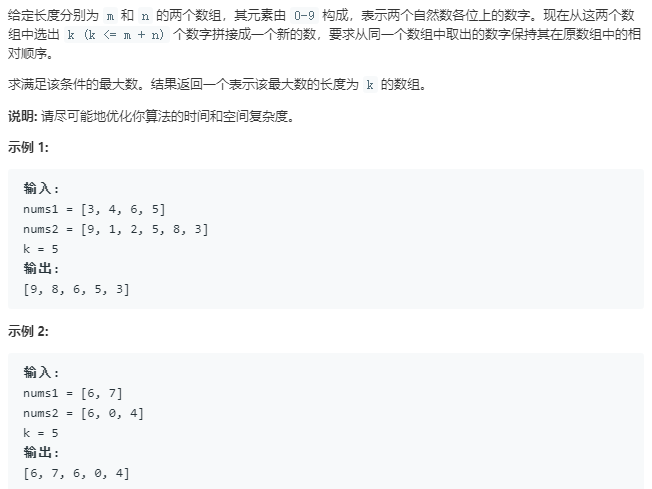 给定长度分别为 m 和 n 的两个数组，其元素由 0-9 构成，表示两个自然数各位上的数字。现在从这两个数
组中选出 k (k <= m + n) 个数字拼接成一个新的数，要求从同一个数组中取出的数字保持其在原数组中的相
对顺序。
求满足该条件的最大数。结果返回一个表示该最大数的长度为 k 的数组。
说明: 请尽可能地优化你算法的时间和空间复杂度。
示例 1:
输入:
nums1 = [3, 4, 6, 5]
nums2 = [9, 1, 2, 5, 8, 3]
k = 5
输出:
[9, 8, 6, 5, 3]
示例 2:
输入:
nums1 = [6, 7]
nums2 = [6, 0, 4]
k = 5
输出:
[6, 7, 6, 0, 4]